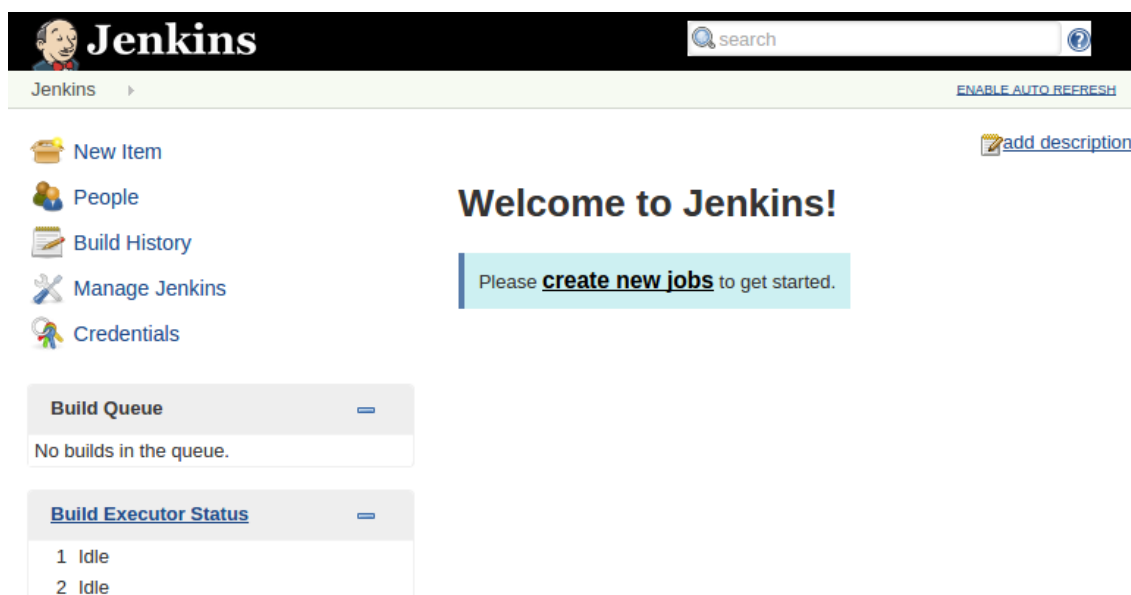 Jenkins
search
Jenkins
ENABLE AUTO REFRESH
add description
New Item
People
Build History
Manage Jenkins
Credentials
Welcome to Jenkins!
Please create new jobs to get started.
Build Queue
No builds in the queue.
Build Executor Status
1 Idle
2 Idle